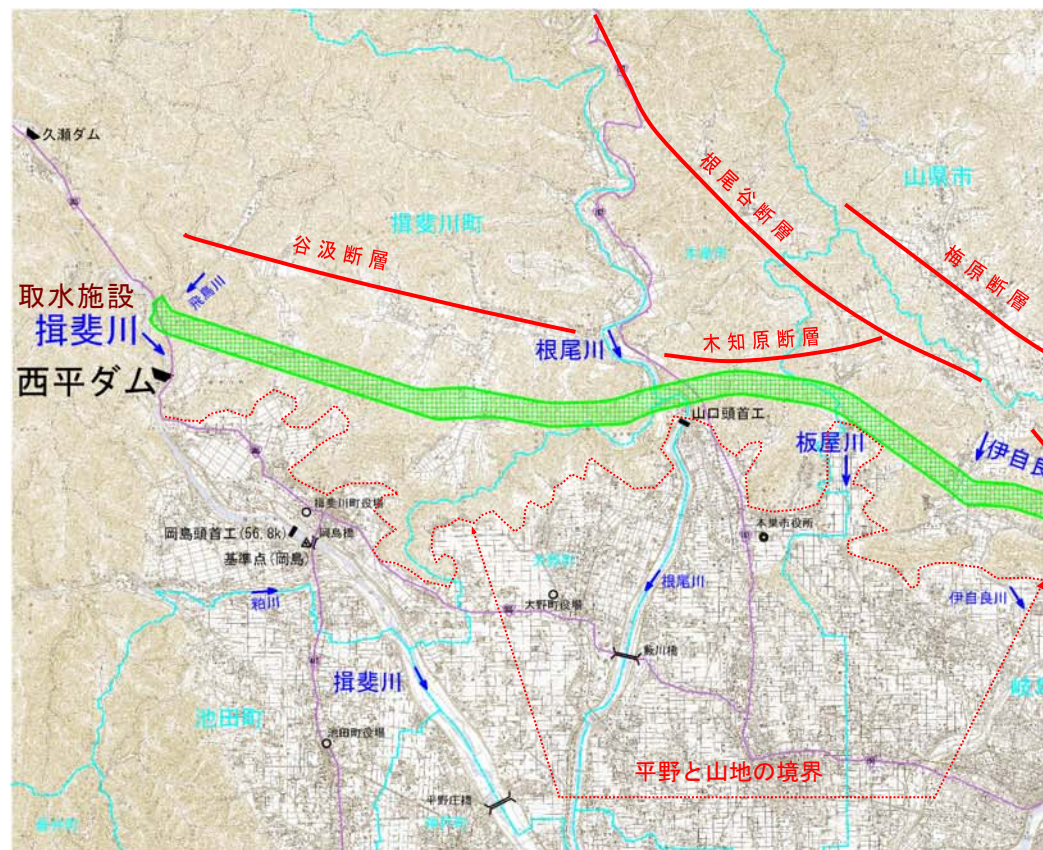 久瀬ダム
根尾谷断層
山県市
揖斐川町
谷汲断層
本巣市
梅原断層
飛鳥川
取水施設
揖斐川
木知原断層
根尾川
西平ダム
山口頭首工
板屋川
伊自良
揖斐川町役場
岡島頭首工(56.8k)
岡島橋
本巣市役所
基準点(岡島)
大野町
根尾川
粕川
大野町役場
伊自良川
藪川橋
揖斐川
池田町
池田町役場
平野と山地の境界
平野庄橋
神戸町